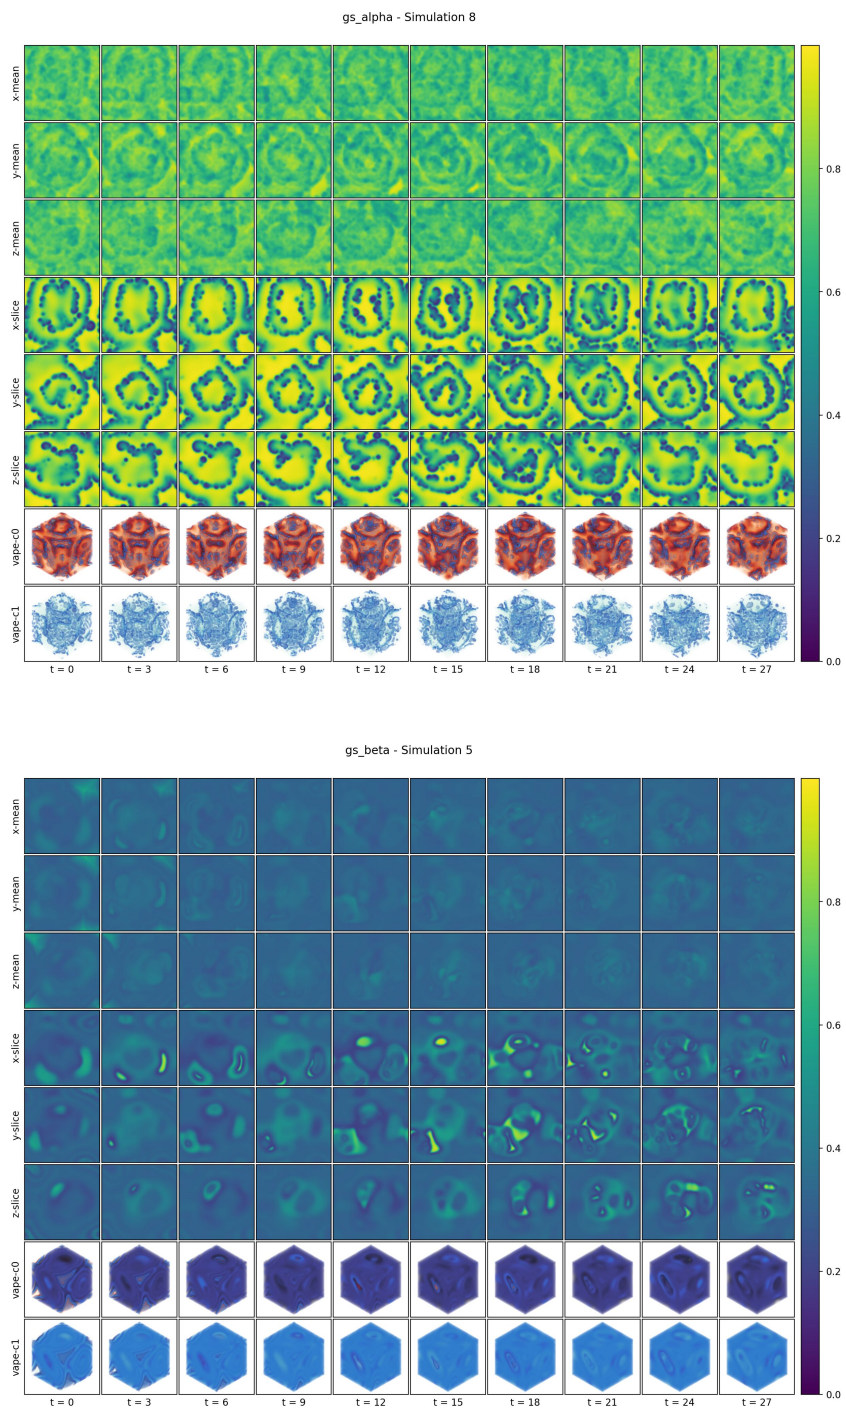 gs_alpha - Simulation 8
x-mean
y-mean
z-mean
x-slice
y-slice
z-slice
vape-c0
vape-c1
t = 0 t = 3 t = 6 t = 9 t = 12 t = 15 t = 18 t = 21 t = 24 t = 27
0.8
0.6
0.4
0.2
0.0
gs_beta - Simulation 5
x-mean
y-mean
z-mean
x-slice
y-slice
z-slice
vape-c0
vape-c1
t = 0 t = 3 t = 6 t = 9 t = 12 t = 15 t = 18 t = 21 t = 24 t = 27
0.8
0.6
0.4
0.2
0.0